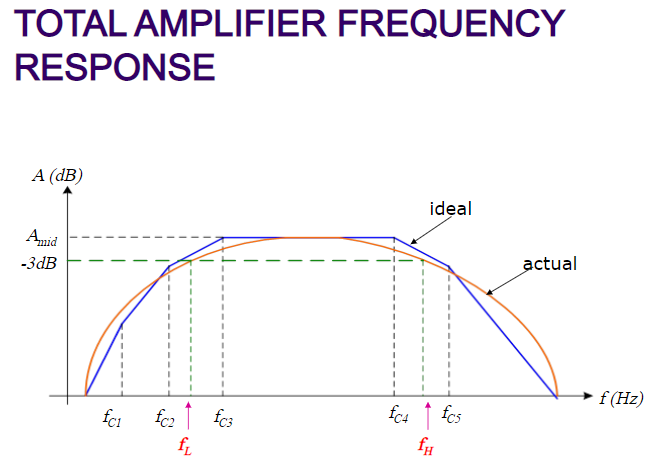 TOTAL AMPLIFIER FREQUENCY
RESPONSE
A (dB)
ideal
Amid
-3dB
actual
fC1 fC2 fC3 fC4 fC5 f (Hz)
fL fH